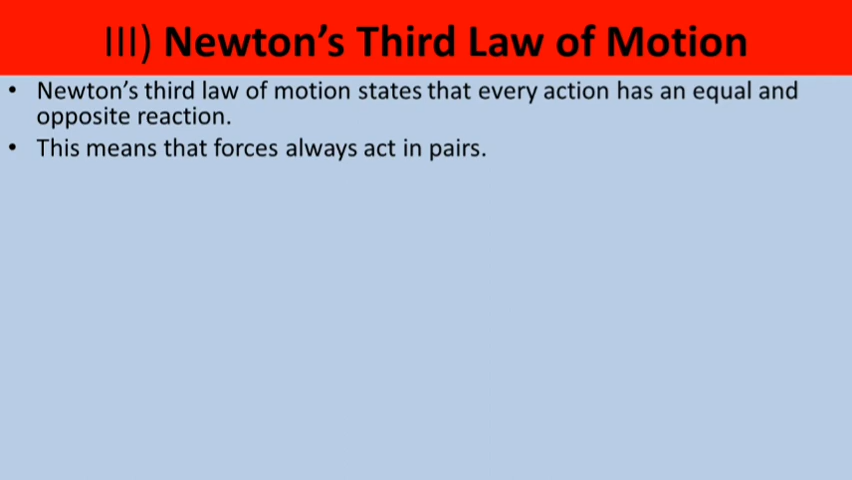 III) Newton’s Third Law of Motion
• Newton’s third law of motion states that every action has an equal and
opposite reaction.
• This means that forces always act in pairs.